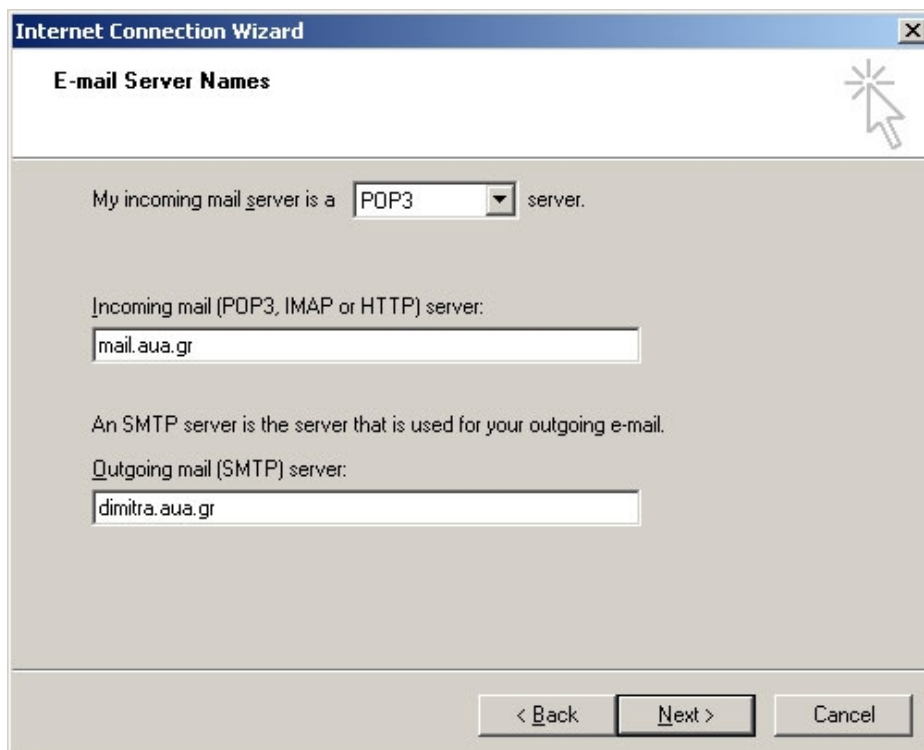 Internet Connection Wizard
E-mail Server Names
My incoming mail server is a POP3 server.
Incoming mail (POP3, IMAP or HTTP) server:
mail.aua.gr
An SMTP server is the server that is used for your outgoing e-mail.
Outgoing mail (SMTP) server:
dimitra.aua.gr
< Back Next > Cancel